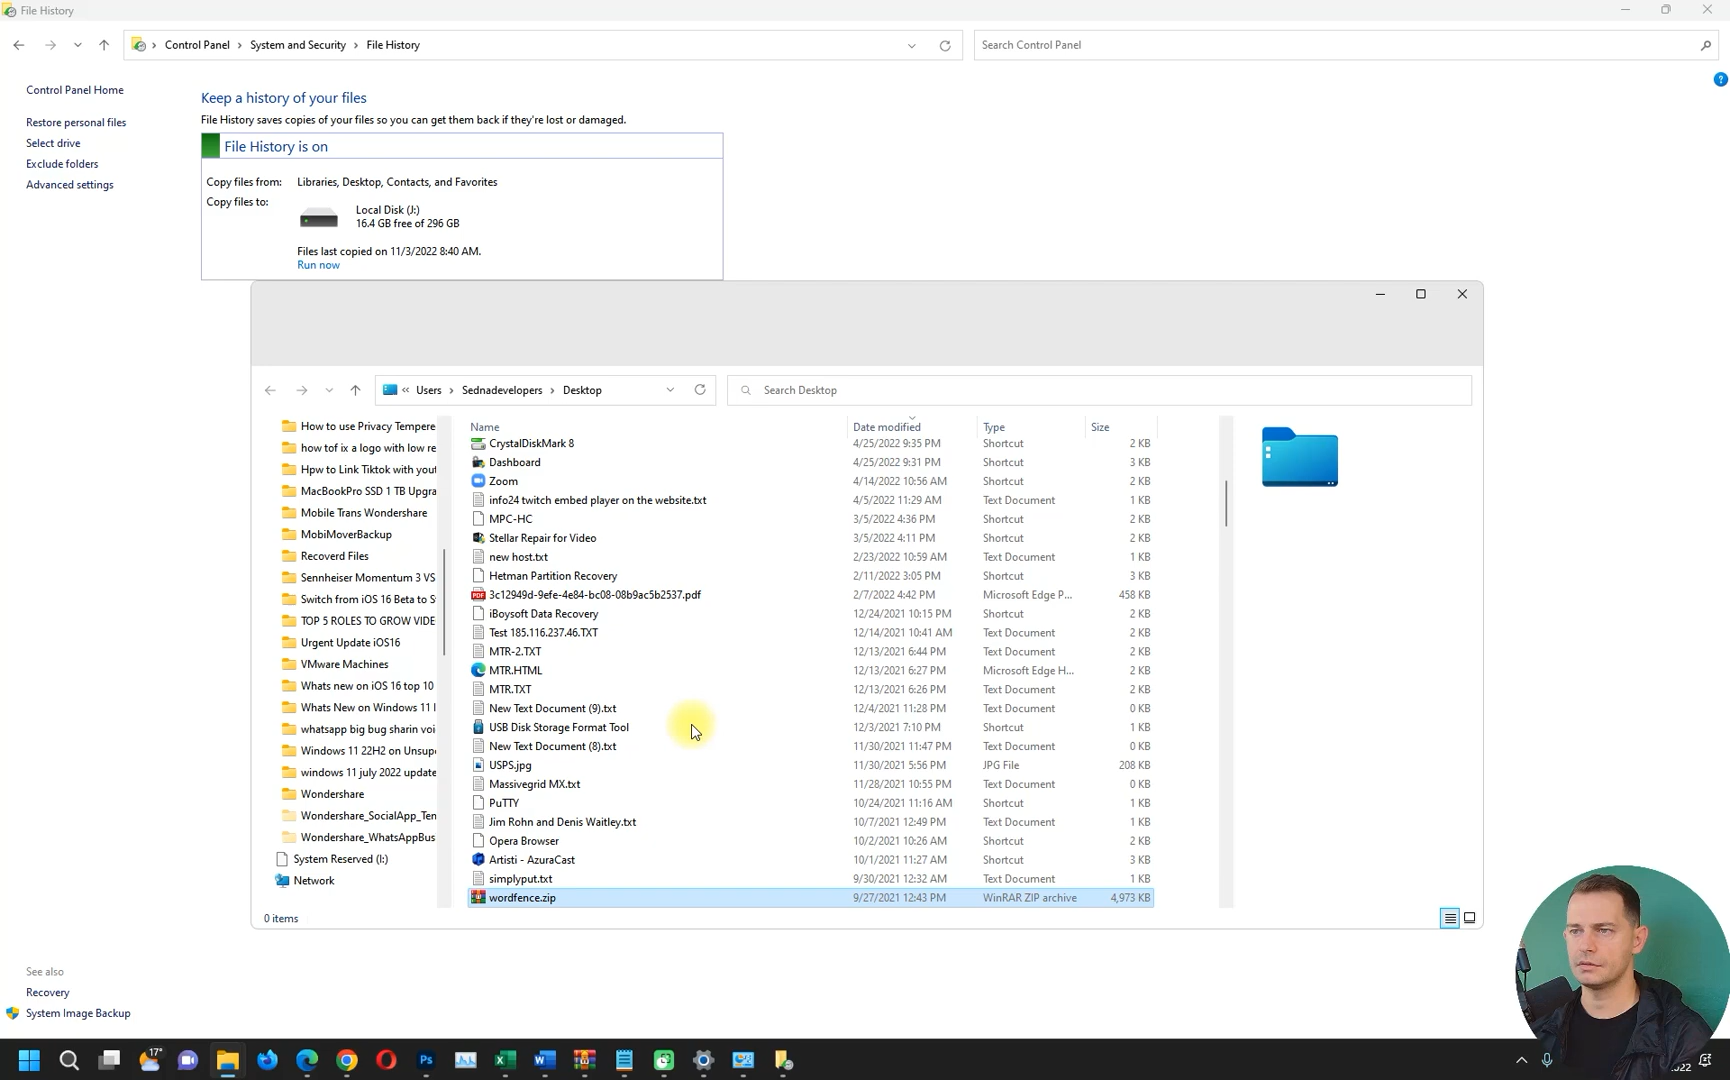 File History
Control Panel > System and Security > File History
Search Control Panel
Control Panel Home
Restore personal files
Select drive
Exclude folders
Advanced settings
Keep a history of your files
File History saves copies of your files so you can get them back if they're lost or damaged.
File History is on
Copy files from: Libraries, Desktop, Contacts, and Favorites
Copy files to:
Local Disk (J:)
16.4 GB free of 296 GB
Files last copied on 11/3/2022 8:40 AM.
Run now
« Users > Sednadevelopers > Desktop
Search Desktop
How to use Privacy Tempere
how tof ix a logo with low re
Hpw to Link Tiktok with yout
MacBookPro SSD 1 TB Upgra
Mobile Trans Wondershare
MobiMoverBackup
Recoverd Files
Sennheiser Momentum 3 VS
Switch from iOS 16 Beta to S
TOP 5 ROLES TO GROW VIDE
Urgent Update iOS16
VMware Machines
Whats new on iOS 16 top 10
Whats New on Windows 11
whatsapp big bug sharin voi
Windows 11 22H2 on Unsup
windows 11 july 2022 update
Wondershare
Wondershare_SocialApp_Ten
Wondershare_WhatsAppBus
System Reserved (I:)
Network
Name Date modified Type Size
CrystalDiskMark 8 4/25/2022 9:35 PM Shortcut 2 KB
Dashboard 4/25/2022 9:31 PM Shortcut 3 KB
Zoom 4/14/2022 10:56 AM Shortcut 2 KB
info24 twitch embed player on the website.txt 4/5/2022 11:29 AM Text Document 1 KB
MPC-HC 3/5/2022 4:36 PM Shortcut 2 KB
Stellar Repair for Video 3/5/2022 4:11 PM Shortcut 2 KB
new host.txt 2/23/2022 10:59 AM Text Document 1 KB
Hetman Partition Recovery 2/11/2022 3:05 PM Shortcut 3 KB
3c12949d-9efe-4e84-bc08-08b9ac5b2537.pdf 2/7/2022 4:42 PM Microsoft Edge P... 458 KB
iBoysoft Data Recovery 12/24/2021 10:15 PM Shortcut 2 KB
Test 185.116.237.46.TXT 12/14/2021 10:41 AM Text Document 2 KB
MTR-2.TXT 12/13/2021 6:44 PM Text Document 2 KB
MTR.HTML 12/13/2021 6:27 PM Microsoft Edge H... 2 KB
MTR.TXT 12/13/2021 6:26 PM Text Document 2 KB
New Text Document (9).txt 12/4/2021 11:28 PM Text Document 0 KB
USB Disk Storage Format Tool 12/3/2021 7:10 PM Shortcut 1 KB
New Text Document (8).txt 11/30/2021 11:47 PM Text Document 0 KB
USPS.jpg 11/30/2021 5:56 PM JPG File 208 KB
Massivegrid MX.txt 11/28/2021 10:55 PM Text Document 0 KB
PuTTY 10/24/2021 11:16 AM Shortcut 1 KB
Jim Rohn and Denis Waitley.txt 10/7/2021 12:49 PM Text Document 1 KB
Opera Browser 10/2/2021 10:26 AM Shortcut 2 KB
Artisti - AzuraCast 10/1/2021 11:27 AM Shortcut 3 KB
simplyput.txt 9/30/2021 12:32 AM Text Document 1 KB
wordfence.zip 9/27/2021 12:43 PM WinRAR ZIP archive 4,973 KB
0 items
See also
Recovery
System Image Backup
17°
Ps